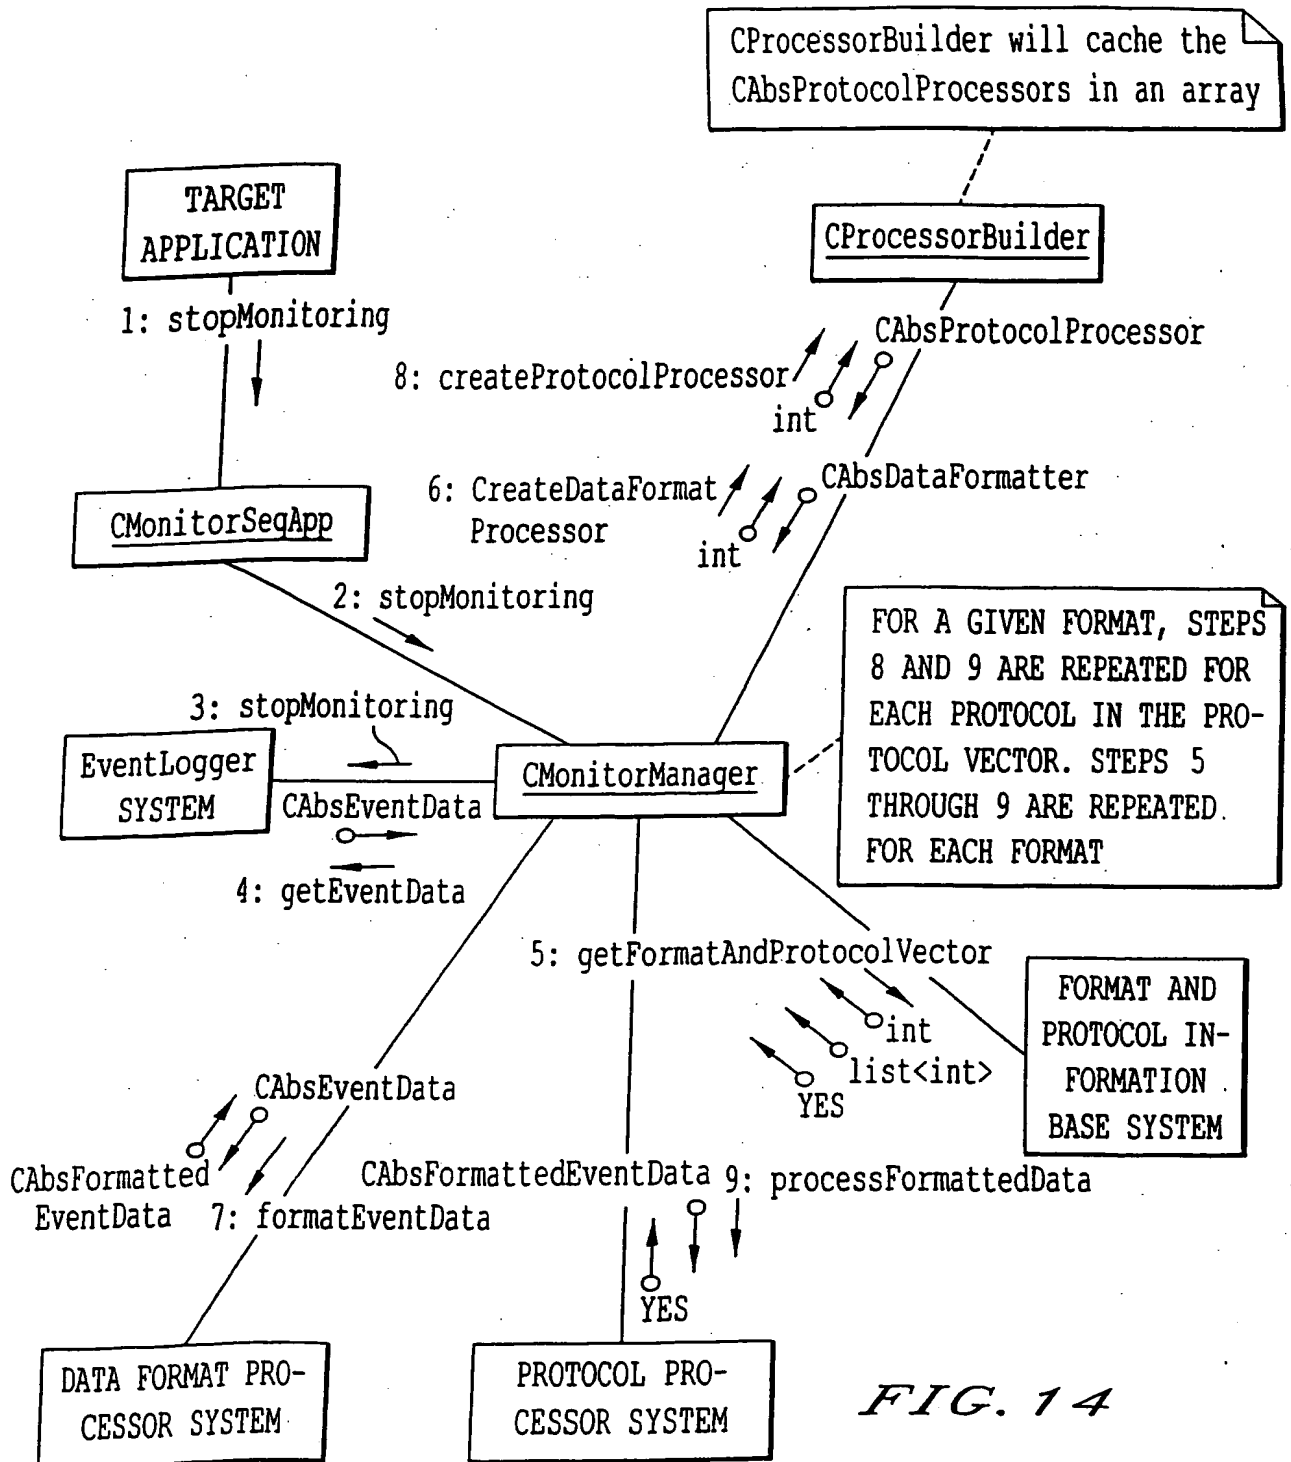 CProcessorBuilder will cache the
CAbsProtocolProcessors in an array
TARGET
APPLICATION
CProcessorBuilder
1: stopMonitoring
CAbsProtocolProcessor
8: createProtocolProcessor
int
CAbsDataFormatter
6: CreateDataFormat
Processor
int
CMonitorSeqApp
2: stopMonitoring
FOR A GIVEN FORMAT, STEPS
8 AND 9 ARE REPEATED FOR
EACH PROTOCOL IN THE PRO-
TOCOL VECTOR. STEPS 5
THROUGH 9 ARE REPEATED.
FOR EACH FORMAT
3: stopMonitoring
EventLogger
SYSTEM
CMonitorManager
CAbsEventData
4: getEventData
5: getFormatAndProtocolVector
int
list<int>
YES
FORMAT AND
PROTOCOL IN-
FORMATION
BASE SYSTEM
CAbsEventData
CAbsFormatted
EventData
7: formatEventData
CAbsFormattedEventData
9: processFormattedData
YES
DATA FORMAT PRO-
CESSOR SYSTEM
PROTOCOL PRO-
CESSOR SYSTEM
FIG. 14